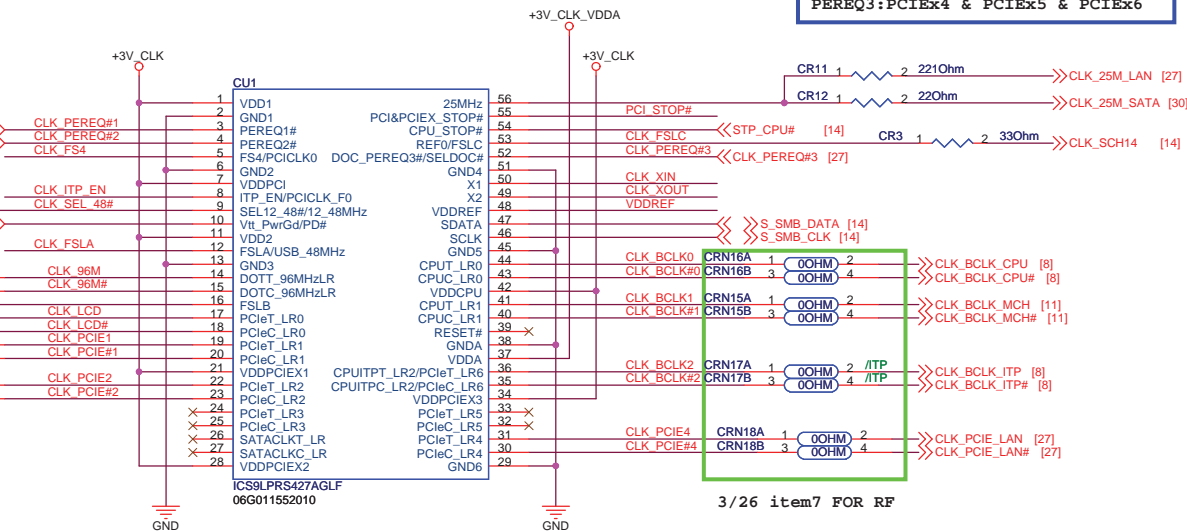 PEREQ3:PCIEx4 & PCIEx5 & PCIEx6
+3V_CLK_VDDA
+3V_CLK
+3V_CLK
CU1
CR11 1 2 221Ohm CLK_25M_LAN [27]
CR12 1 2 22Ohm CLK_25M_SATA [30]
1 VDD1 25MHz 56
2 GND1 PCI&PCIEX_STOP# 55 PCI_STOP#
CLK_PEREQ#1 3 PEREQ1# CPU_STOP# 54 STP_CPU# [14]
CLK_PEREQ#2 4 PEREQ2# REF0/FSLC 53 CLK_FSLC CR3 1 2 33Ohm CLK_SCH14 [14]
CLK_FS4 5 FS4/PCICLK0 DOC_PEREQ3#/SELDOC# 52 CLK_PEREQ#3 CLK_PEREQ#3 [27]
6 GND2 GND4 51
7 VDDPCI X1 50 CLK_XIN
CLK_ITP_EN 8 ITP_EN/PCICLK_F0 X2 49 CLK_XOUT
CLK_SEL_48# 9 SEL12_48#/12_48MHz VDDREF 48 VDDREF
10 Vtt_PwrGd/PD# SDATA 47 S_SMB_DATA [14]
11 VDD2 SCLK 46 S_SMB_CLK [14]
CLK_FSLA 12 FSLA/USB_48MHz GND5 45
13 GND3 CPUT_LR0 44 CLK_BCLK0 CRN16A 1 0OHM 2 CLK_BCLK_CPU [8]
CLK_96M 14 DOTT_96MHzLR CPUC_LR0 43 CLK_BCLK#0 CRN16B 3 0OHM 4 CLK_BCLK_CPU# [8]
CLK_96M# 15 DOTC_96MHzLR VDDCPU 42
16 FSLB CPUT_LR1 41 CLK_BCLK1 CRN15A 1 0OHM 2 CLK_BCLK_MCH [11]
CLK_LCD 17 PCIeT_LR0 CPUC_LR1 40 CLK_BCLK#1 CRN15B 3 0OHM 4 CLK_BCLK_MCH# [11]
CLK_LCD# 18 PCIeC_LR0 RESET# 39
CLK_PCIE1 19 PCIeT_LR1 GNDA 38
CLK_PCIE#1 20 PCIeC_LR1 VDDA 37
21 VDDPCIEX1 CPUITPT_LR2/PCIeT_LR6 36 CLK_BCLK2 CRN17A 1 0OHM 2 /ITP CLK_BCLK_ITP [8]
CLK_PCIE2 22 PCIeT_LR2 CPUITPC_LR2/PCIeC_LR6 35 CLK_BCLK#2 CRN17B 3 0OHM 4 /ITP CLK_BCLK_ITP# [8]
CLK_PCIE#2 23 PCIeC_LR2 VDDPCIEX3 34
24 PCIeT_LR3 PCIeT_LR5 33
25 PCIeC_LR3 PCIeC_LR5 32
26 SATACLKT_LR PCIeT_LR4 31 CLK_PCIE4 CRN18A 1 0OHM 2 CLK_PCIE_LAN [27]
27 SATACLKC_LR PCIeC_LR4 30 CLK_PCIE#4 CRN18B 3 0OHM 4 CLK_PCIE_LAN# [27]
28 VDDPCIEX2 GND6 29
ICS9LPRS427AGLF
06G011552010
3/26 item7 FOR RF
GND
GND